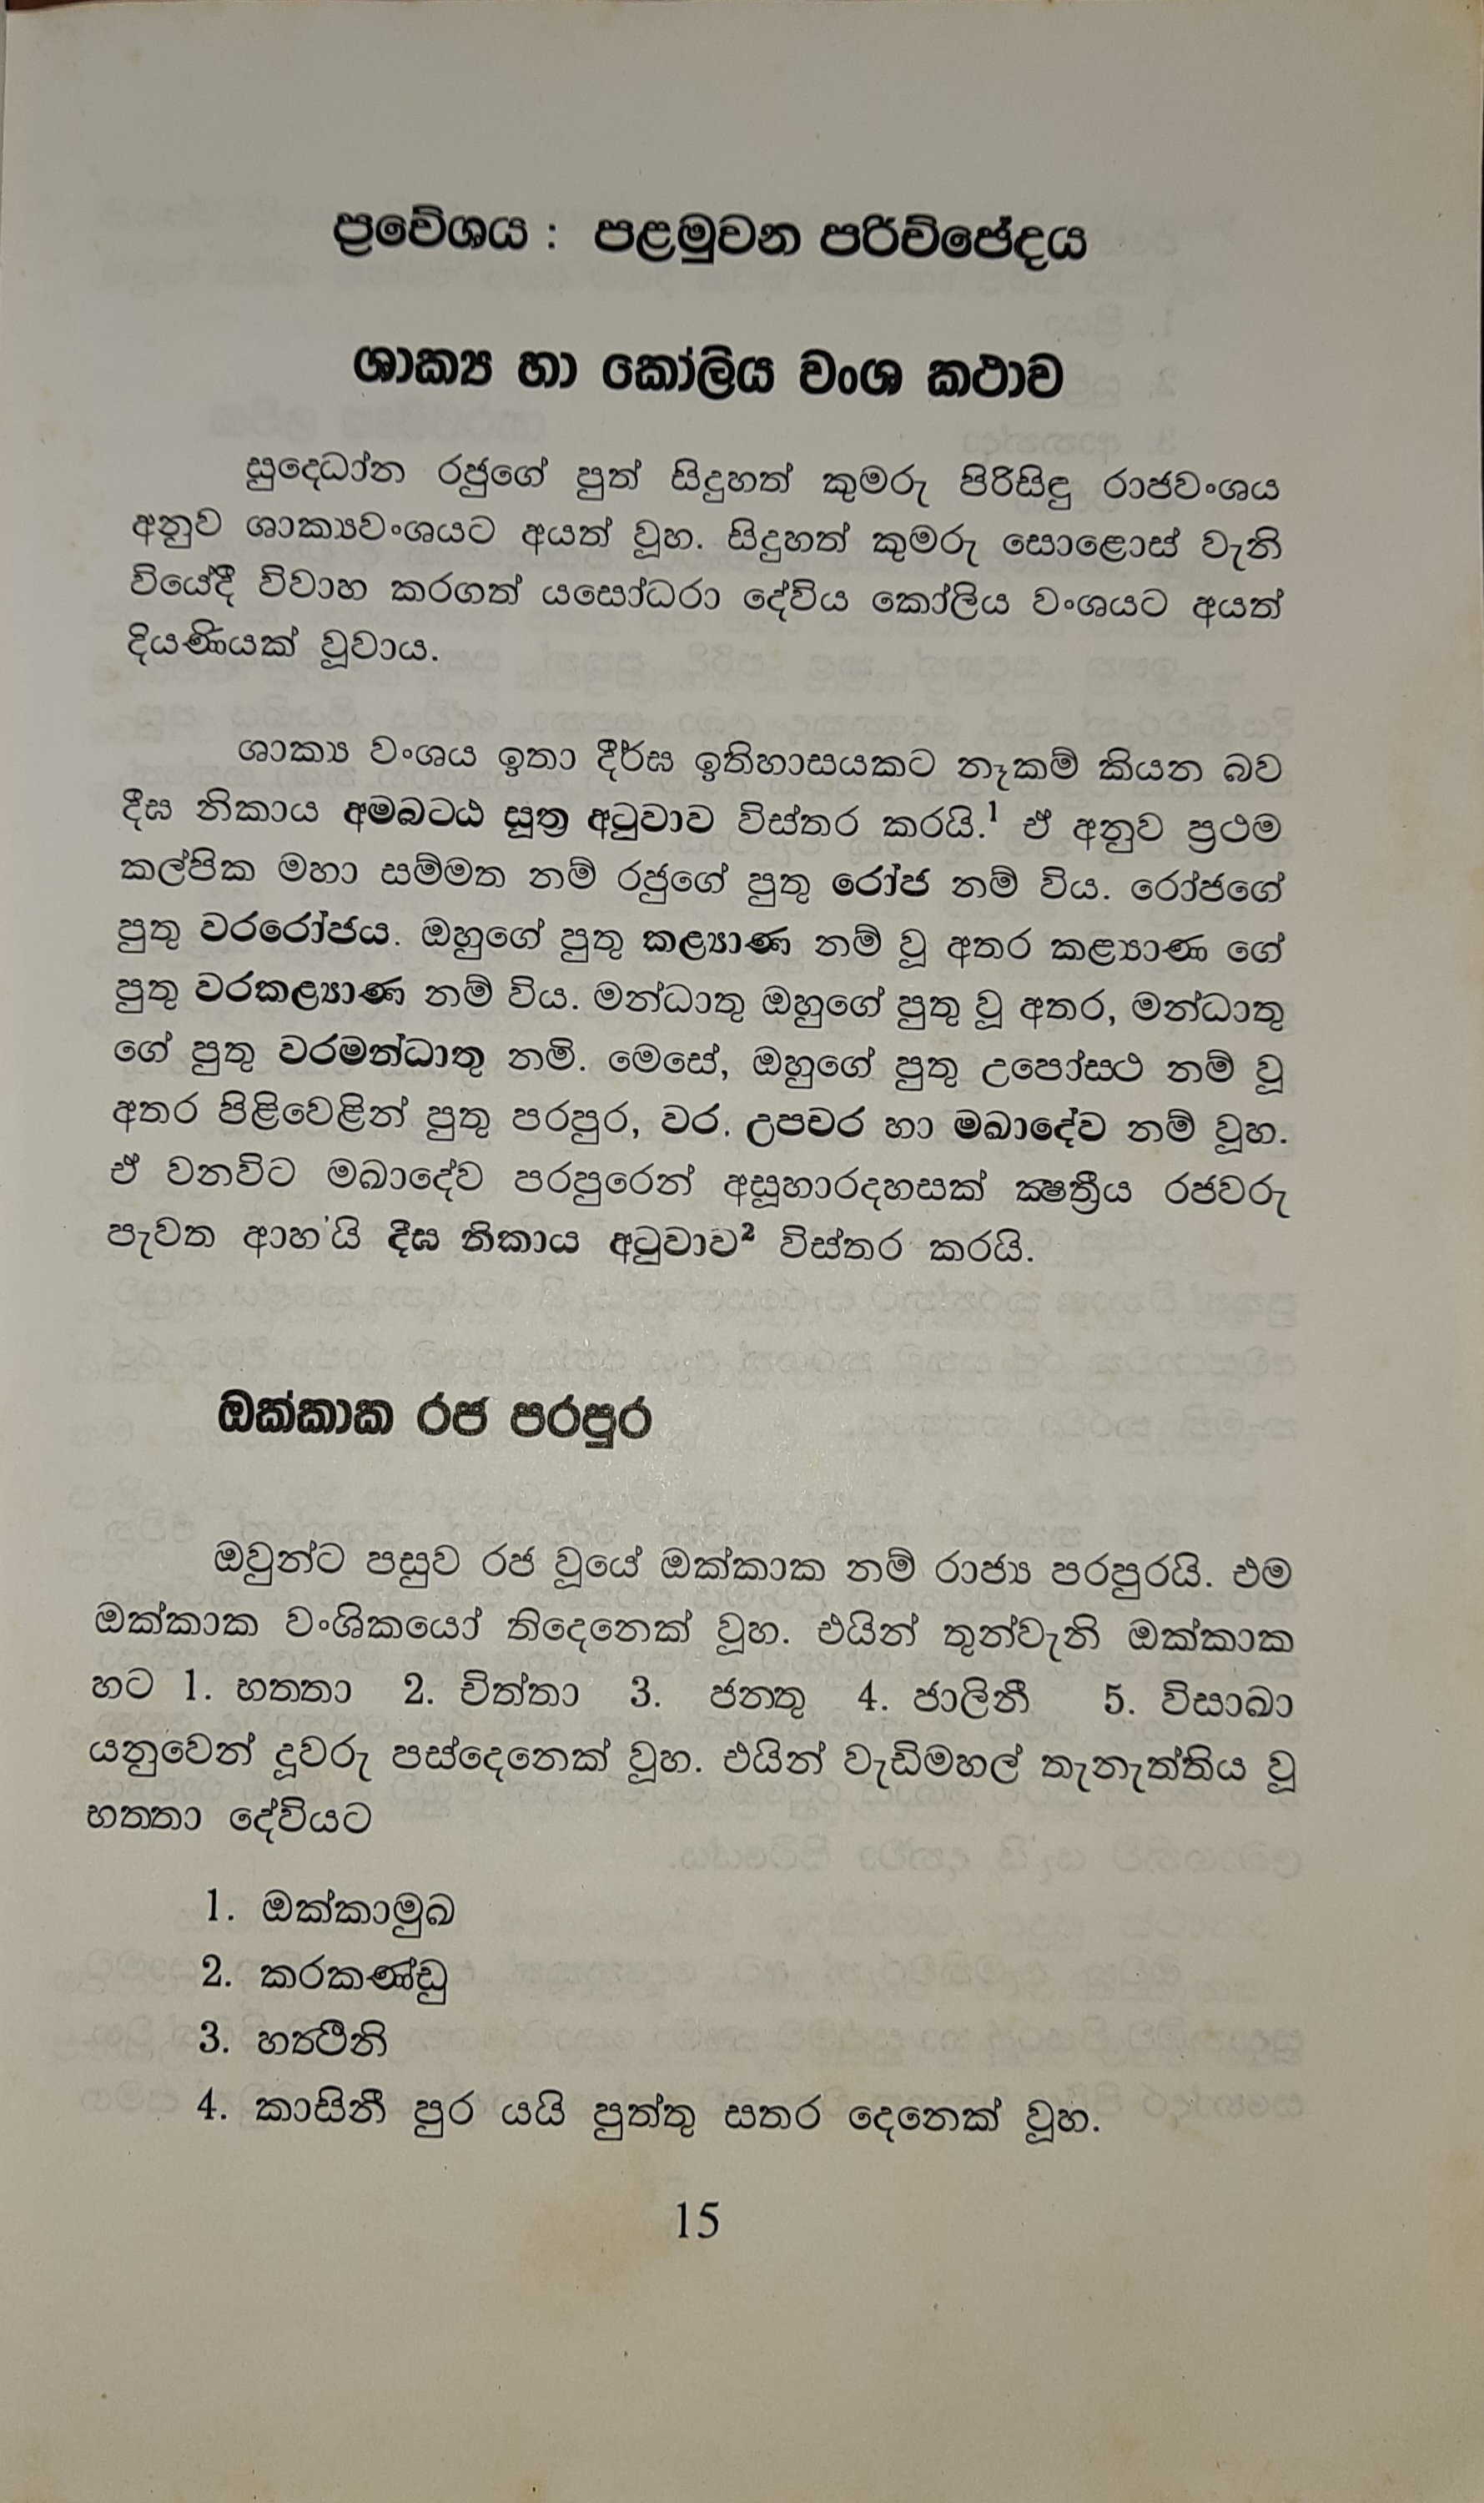 ප්‍රවේශය : පළමුවන පරිච්ඡේදය
ශාක්‍ය හා කෝලිය වංශ කථාව
සුදෙධා්න රජුගේ පුත් සිදුහත් කුමරු පිරිසිඳු රාජවංශය
අනුව ශාක්‍යවංශයට අයත් වූහ. සිදුහත් කුමරු සොළොස් වැනි
වියේදී විවාහ කරගත් යසෝධරා දේවිය කෝලිය වංශයට අයත්
දියණියක් වූවාය.
ශාක්‍ය වංශය ඉතා දීර්ඝ ඉතිහාසයකට නෑකම් කියන බව
දීඝ නිකාය අමබටඨ සූත්‍ර අටුවාව විස්තර කරයි.¹ ඒ අනුව ප්‍රථම
කල්පික මහා සම්මත නම් රජුගේ පුතු රෝජ නම් විය. රෝජගේ
පුතු වරරෝජය. ඔහුගේ පුතු කළ්‍යාණ නම් වූ අතර කළ්‍යාණ ගේ
පුතු වරකළ්‍යාණ නම් විය. මන්ධාතු ඔහුගේ පුතු වූ අතර, මන්ධාතු
ගේ පුතු වරමන්ධාතු නමි. මෙසේ, ඔහුගේ පුතු උපෝසථ නම් වූ
අතර පිළිවෙළින් පුතු පරපුර, වර. උපචර හා මඛාදේව නම් වූහ.
ඒ වනවිට මඛාදේව පරපුරෙන් අසූහාරදහසක් ක්‍ෂත්‍රීය රජවරු
පැවත ආහ'යි දීඝ නිකාය අටුවාව² විස්තර කරයි.
ඔක්කාක රජ පරපුර
ඔවුන්ට පසුව රජ වූයේ ඔක්කාක නම් රාජ්‍ය පරපුරයි. එම
ඔක්කාක වංශිකයෝ තිදෙනෙක් වූහ. එයින් තුන්වැනි ඔක්කාක
හට 1. භතතා 2. චිත්තා 3. ජනතු 4. ජාලිනී 5. විසාඛා
යනුවෙන් දූවරු පස්දෙනෙක් වූහ. එයින් වැඩිමහල් තැනැත්තිය වූ
භතතා දේවියට
1. ඔක්කාමුඛ
2. කරකණ්ඩු
3. හත්‍ථිනි
4. කාසිනී පුර යයි පුත්තු සතර දෙනෙක් වූහ.
15